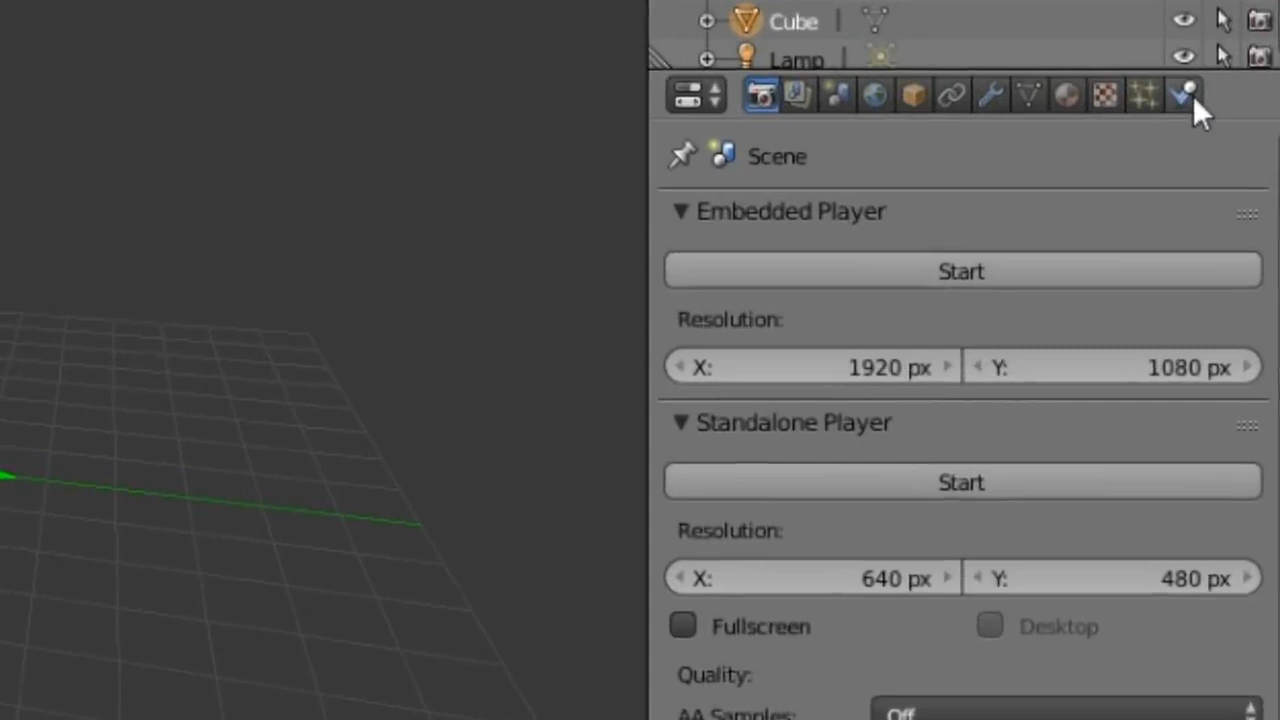 Cube
Lamp
Scene
Embedded Player
Start
Resolution:
X: 1920 px Y: 1080 px
Standalone Player
Start
Resolution:
X: 640 px Y: 480 px
Fullscreen Desktop
Quality:
AA Samples: Off